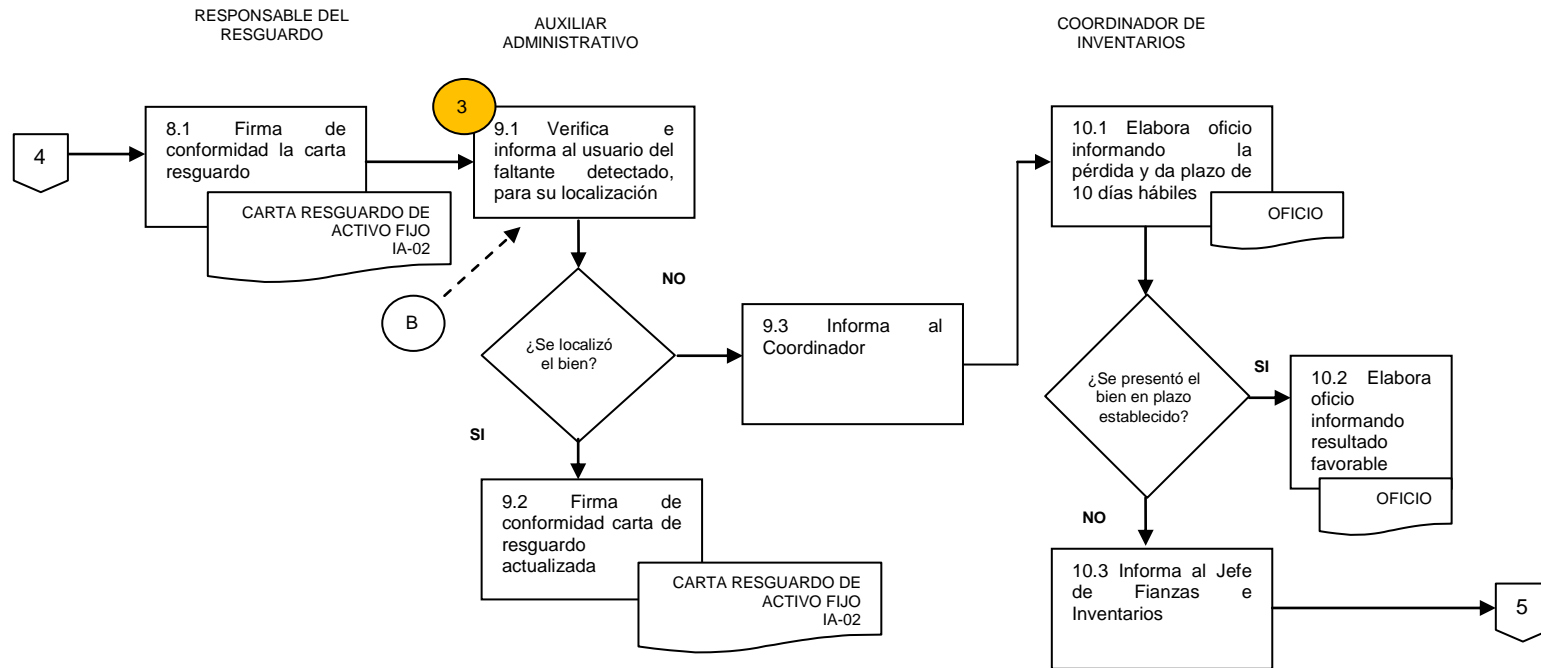 RESPONSABLE DEL
RESGUARDO
AUXILIAR
ADMINISTRATIVO
COORDINADOR DE
INVENTARIOS
4
8.1 Firma de
conformidad la carta
resguardo
CARTA RESGUARDO DE
ACTIVO FIJO
IA-02
3
9.1 Verifica e
informa al usuario del
faltante detectado,
para su localización
B
¿Se localizó
el bien?
NO
SI
9.2 Firma de
conformidad carta de
resguardo
actualizada
CARTA RESGUARDO DE
ACTIVO FIJO
IA-02
9.3 Informa al
Coordinador
10.1 Elabora oficio
informando la
pérdida y da plazo de
10 días hábiles
OFICIO
¿Se presentó el
bien en plazo
establecido?
SI
10.2 Elabora
oficio
informando
resultado
favorable
OFICIO
NO
10.3 Informa al Jefe
de Fianzas e
Inventarios
5